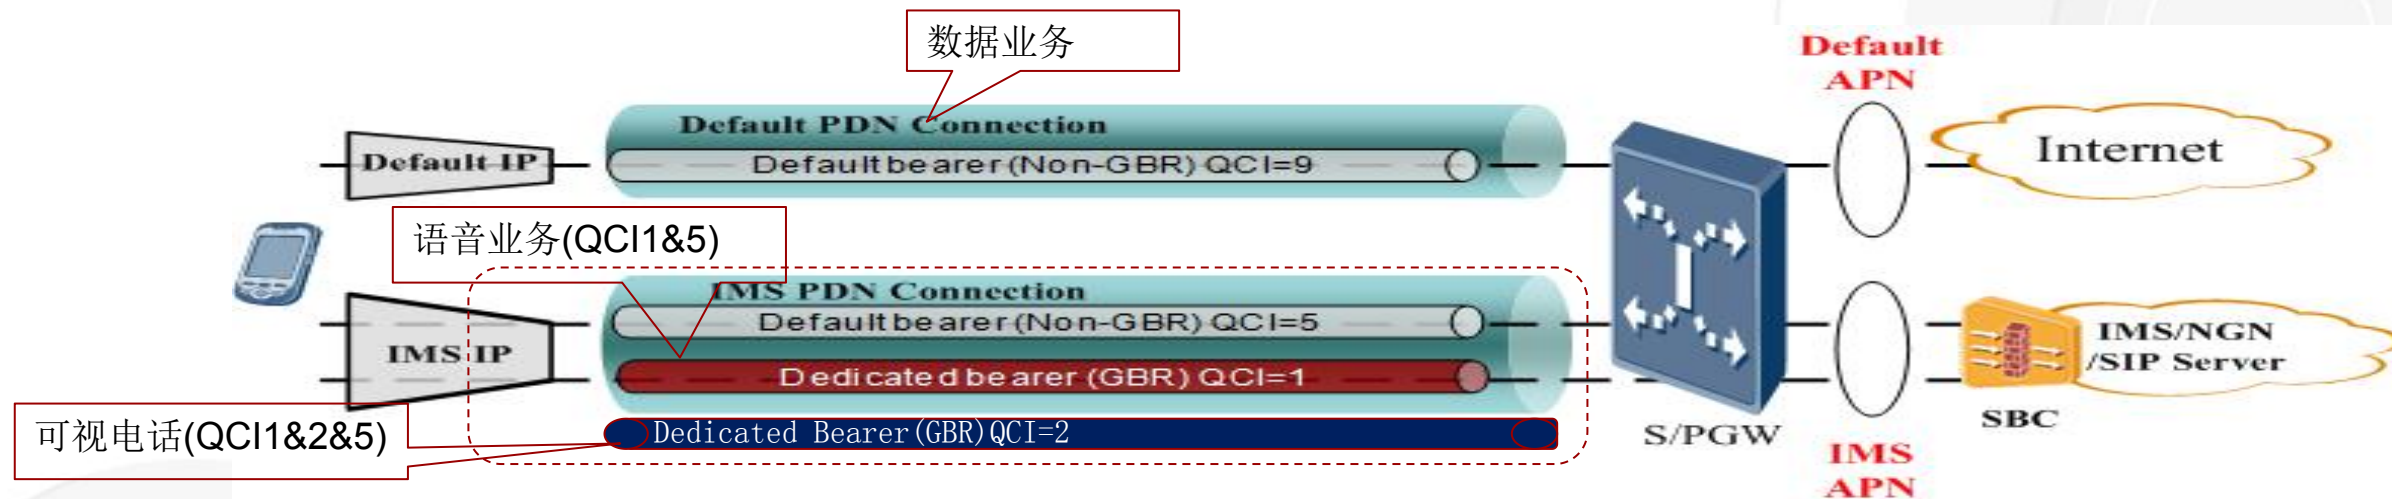 数据业务
Default
APN
Default PDN Connection
Default IP
Default bearer (Non-GBR) QCI=9
Internet
语音业务(QCI1&5)
IMS PDN Connection
Default bearer (Non-GBR) QCI=5
IMS IP
Dedicated bearer (GBR) QCI=1
IMS/NGN
/SIP Server
可视电话(QCI1&2&5)
Dedicated Bearer(GBR)QCI=2
S/PGW
SBC
IMS
APN